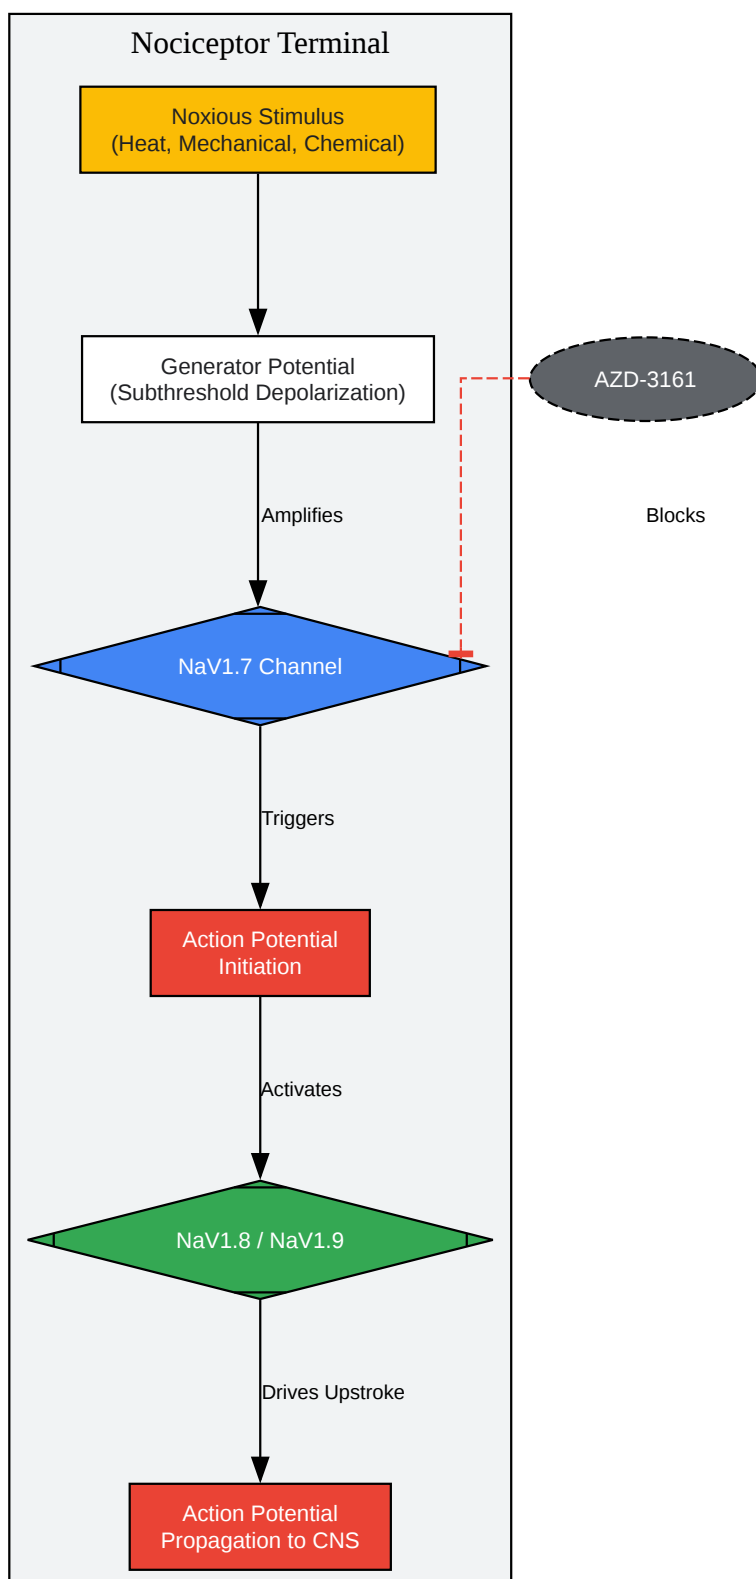 Nociceptor Terminal
Noxious Stimulus
(Heat, Mechanical, Chemical)
Generator Potential
(Subthreshold Depolarization)
AZD-3161
Amplifies
Blocks
NaV1.7 Channel
Triggers
Action Potential
Initiation
Activates
NaV1.8 / NaV1.9
Drives Upstroke
Action Potential
Propagation to CNS